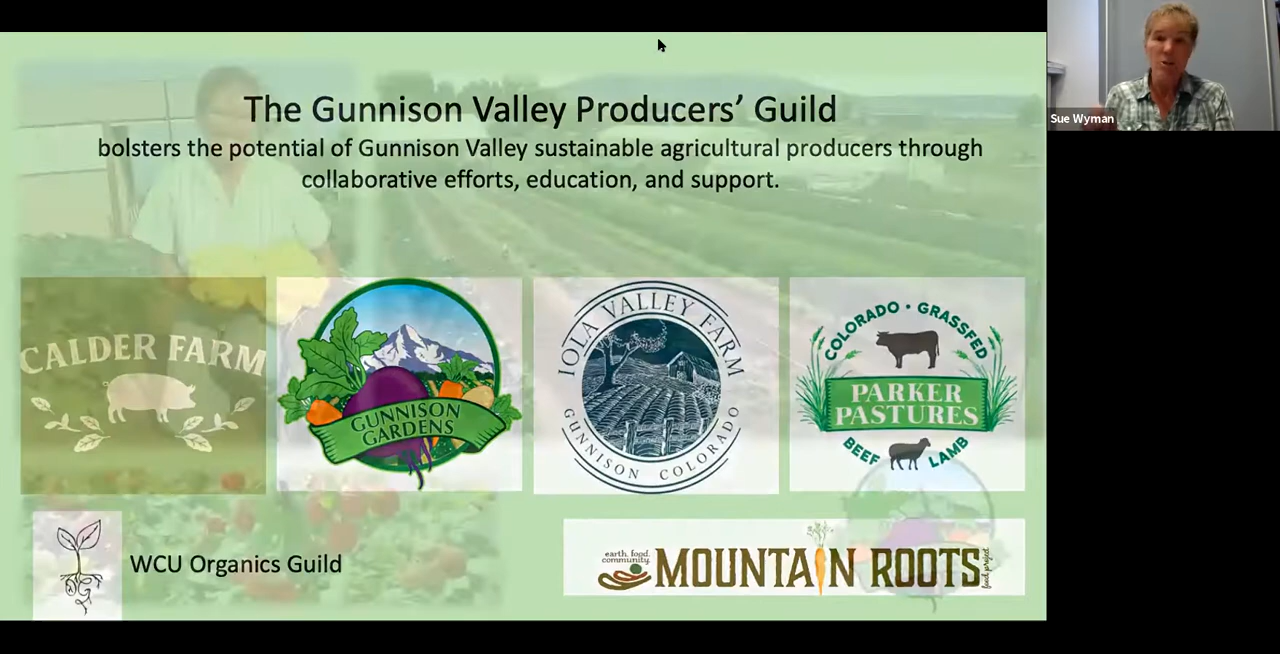 The Gunnison Valley Producers’ Guild
bolsters the potential of Gunnison Valley sustainable agricultural producers through
collaborative efforts, education, and support.
Sue Wyman
CALDER FARM
GUNNISON
GARDENS
IOLA VALLEY FARM
GUNNISON COLORADO
COLORADO • GRASSFED
PARKER
PASTURES
BEEF LAMB
OG
WCU Organics Guild
earth. food.
community.
MOUNTAIN ROOTS
food project